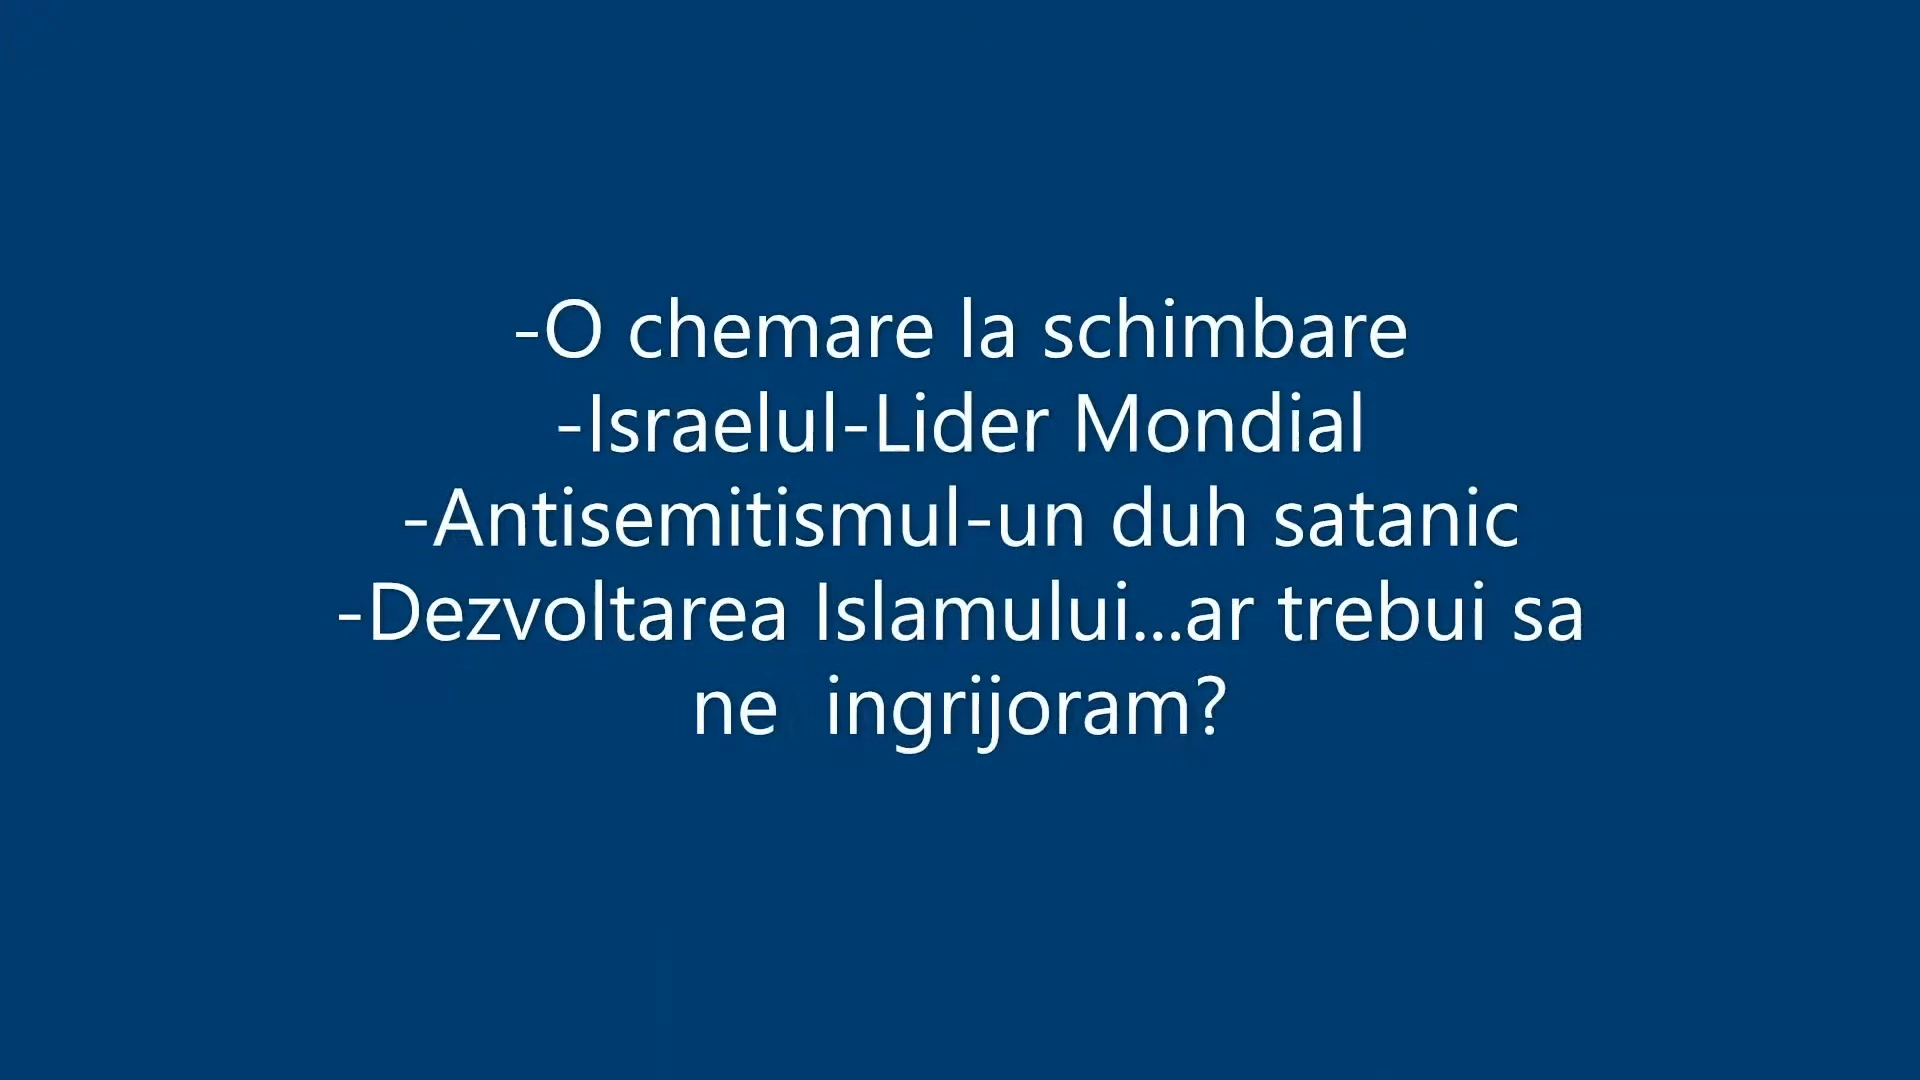 -O chemare la schimbare
-Israelul-Lider Mondial
-Antisemitismul-un duh satanic
-Dezvoltarea Islamului...ar trebui sa
ne  ingrijoram?